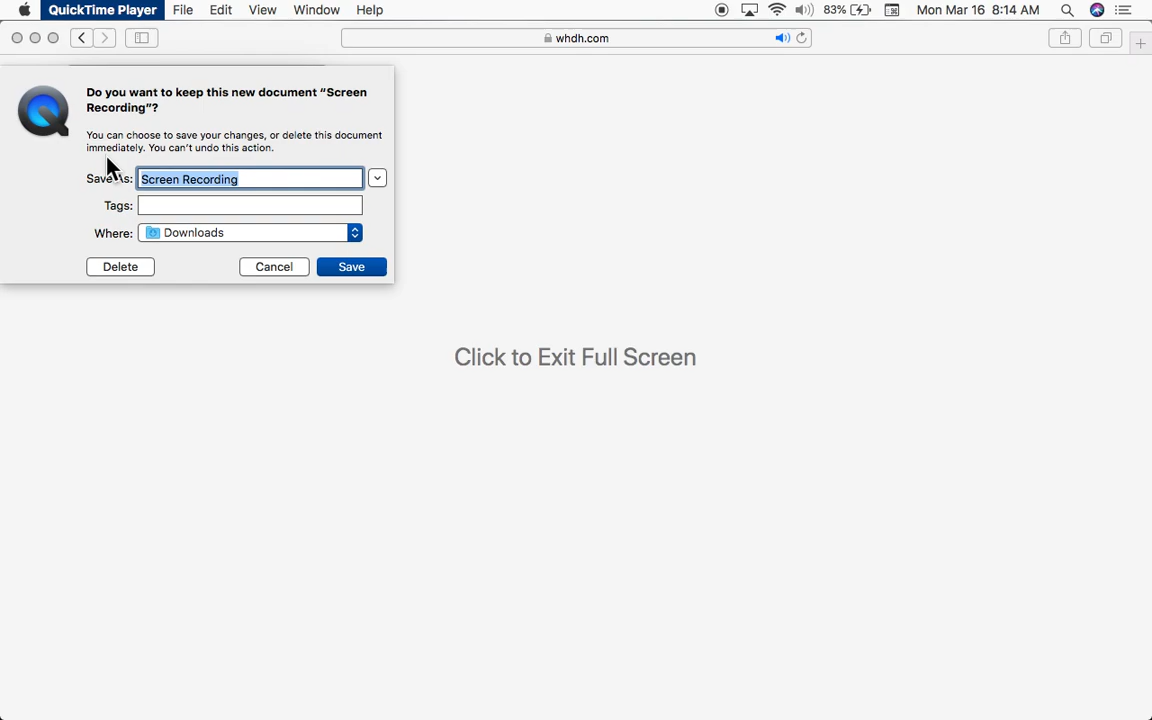 QuickTime Player File Edit View Window Help 83% Mon Mar 16 8:14 AM
whdh.com
Do you want to keep this new document “Screen
Recording”?
You can choose to save your changes, or delete this document
immediately. You can’t undo this action.
Save As: Screen Recording
Tags:
Where: Downloads
Delete Cancel Save
Click to Exit Full Screen